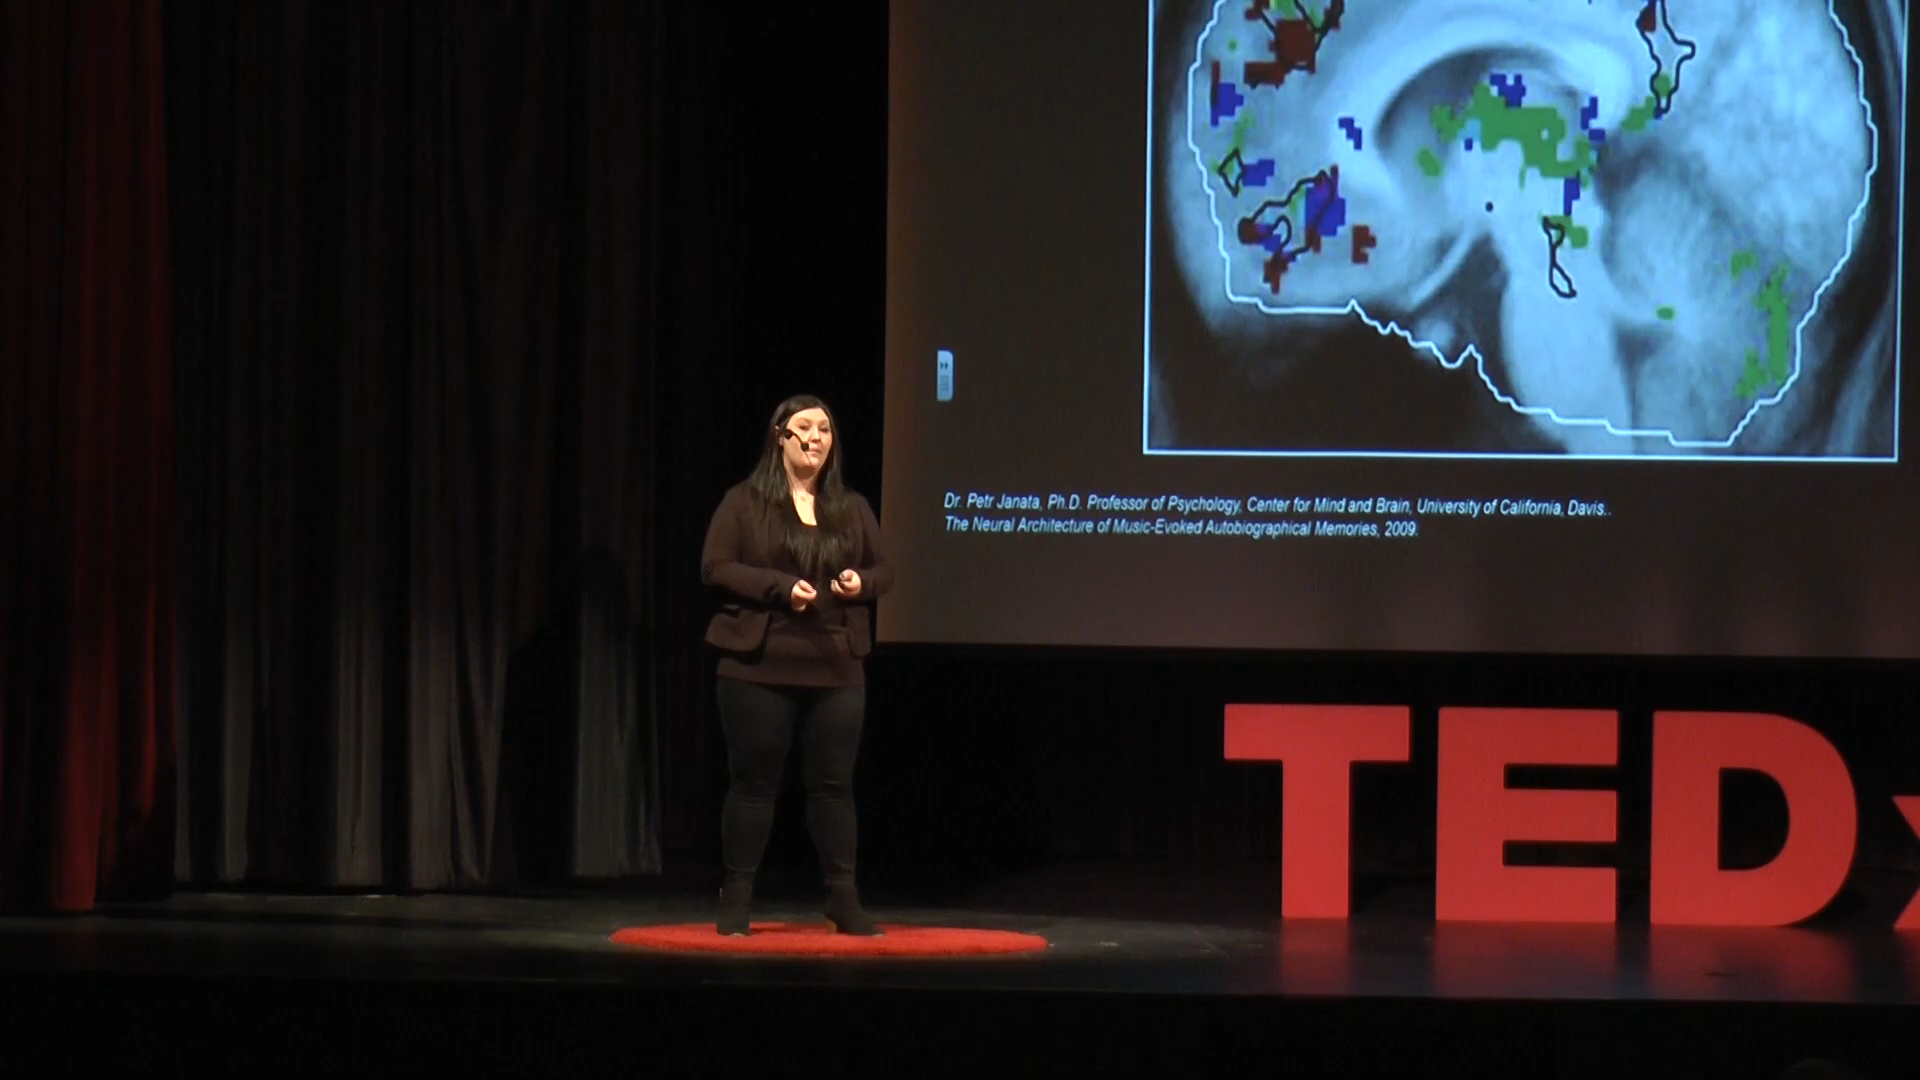 Dr. Petr Janata, Ph.D. Professor of Psychology, Center for Mind and Brain, University of California, Davis..
The Neural Architecture of Music-Evoked Autobiographical Memories, 2009.
TEDx